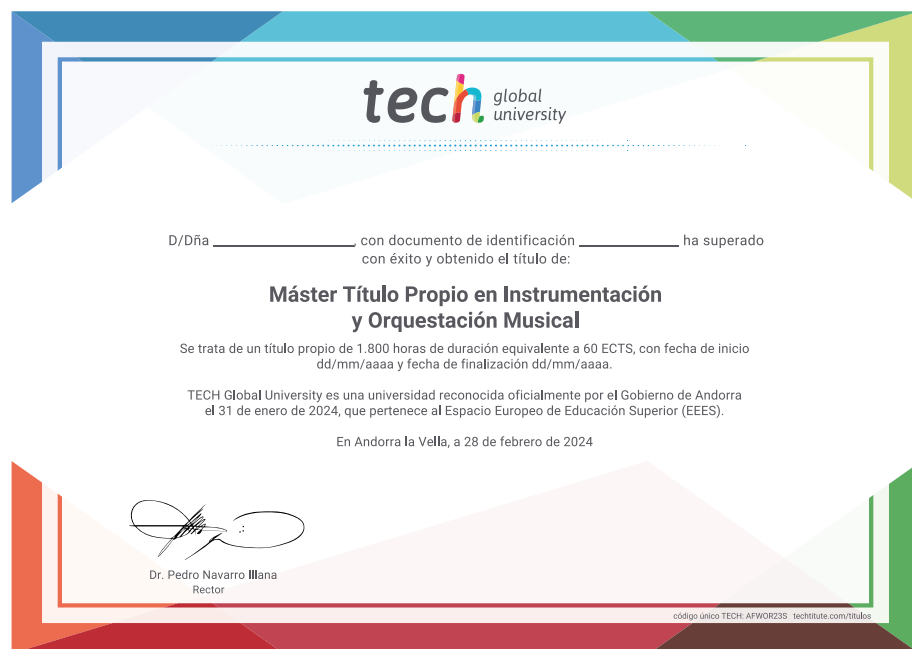 tech global university
D/Dña ____________________, con documento de identificación ______________ ha superado
con éxito y obtenido el título de:
Máster Título Propio en Instrumentación
y Orquestación Musical
Se trata de un título propio de 1.800 horas de duración equivalente a 60 ECTS, con fecha de inicio
dd/mm/aaaa y fecha de finalización dd/mm/aaaa.
TECH Global University es una universidad reconocida oficialmente por el Gobierno de Andorra
el 31 de enero de 2024, que pertenece al Espacio Europeo de Educación Superior (EEES).
En Andorra la Vella, a 28 de febrero de 2024
Dr. Pedro Navarro Illana
Rector
código único TECH: AFWOR23S techtitute.com/titulos